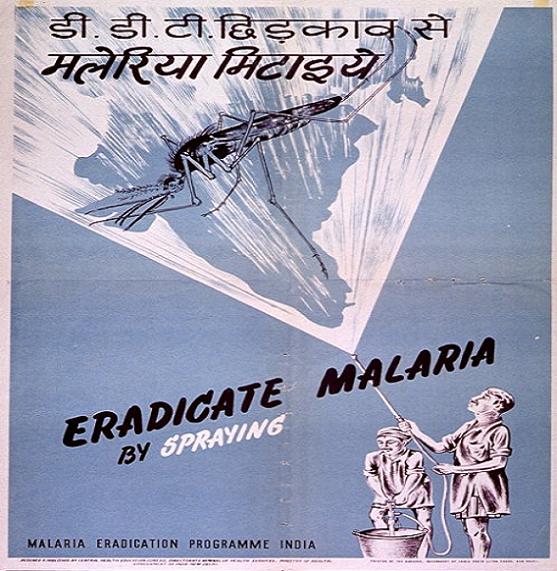 डी. डी. टी. छिड़काव से
मलेरिया मिटाइये
ERADICATE MALARIA
BY SPRAYING
MALARIA ERADICATION PROGRAMME INDIA